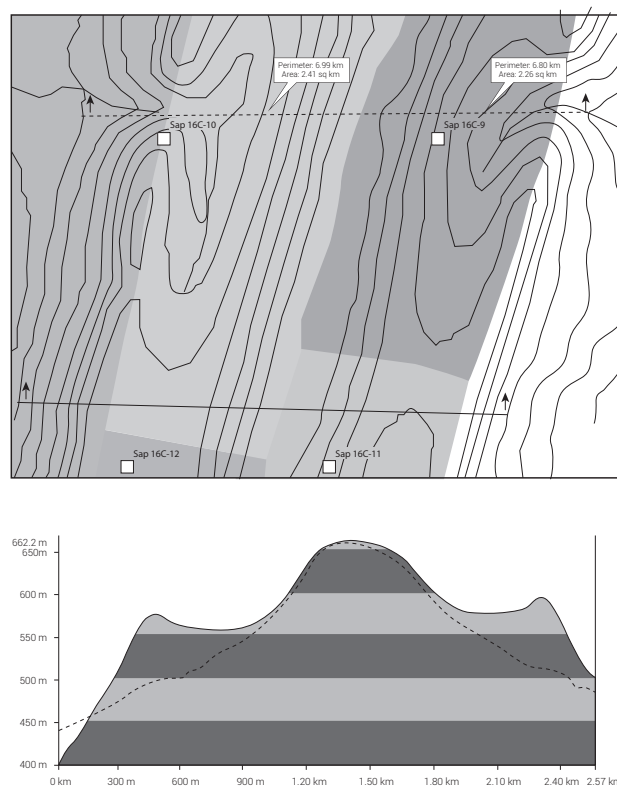 Perimeter: 6.99 km
Area: 2.41 sq km
Perimeter: 6.80 km
Area: 2.26 sq km
Sap 16C-10
Sap 16C-9
Sap 16C-12
Sap 16C-11
662.2 m
650m
600 m
550 m
500 m
450 m
400 m
0 km 300 m 600 m 900 m 1.20 km 1.50 km 1.80 km 2.10 km 2.40 km 2.57 km